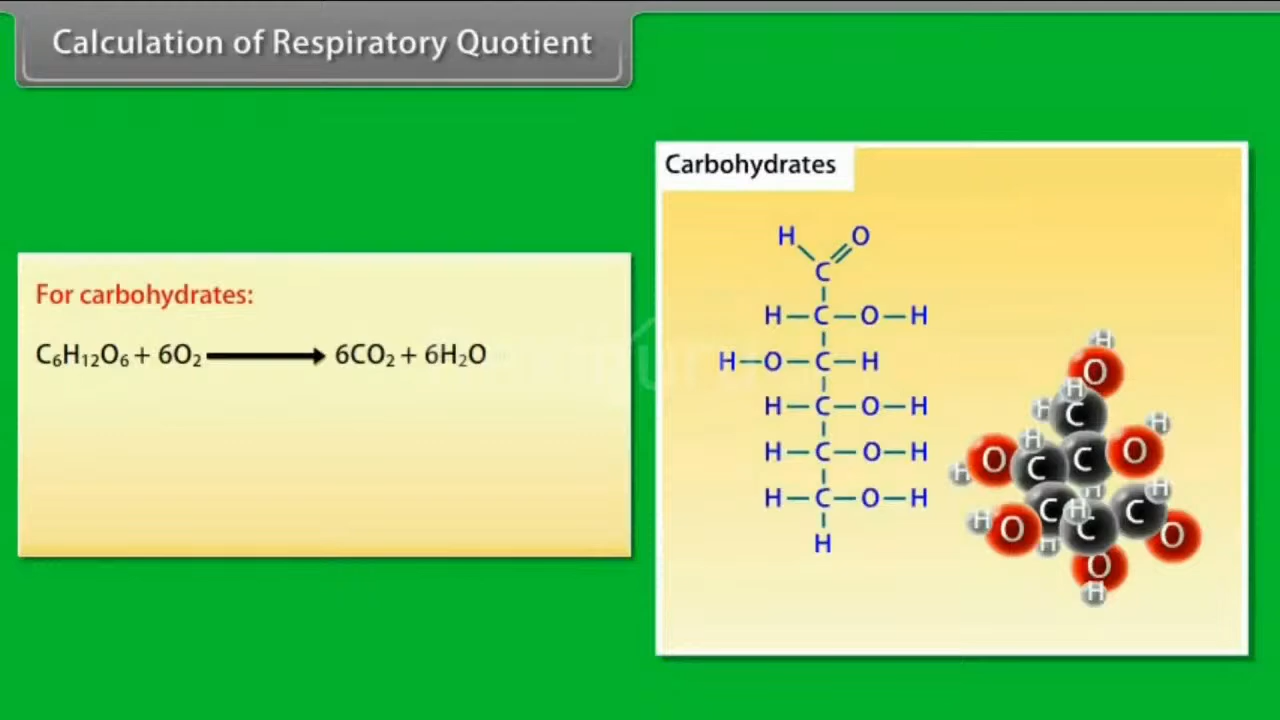 Calculation of Respiratory Quotient
Carbohydrates
For carbohydrates:
C₆H₁₂O₆ + 6O₂ ⟶ 6CO₂ + 6H₂O
H O
C
H–C–O–H
H–O–C–H
H–C–O–H
H–C–O–H
H–C–O–H
H
H
O
H
H C H
O H
H C C O
H
H H
H O C H C
H C O
O
H